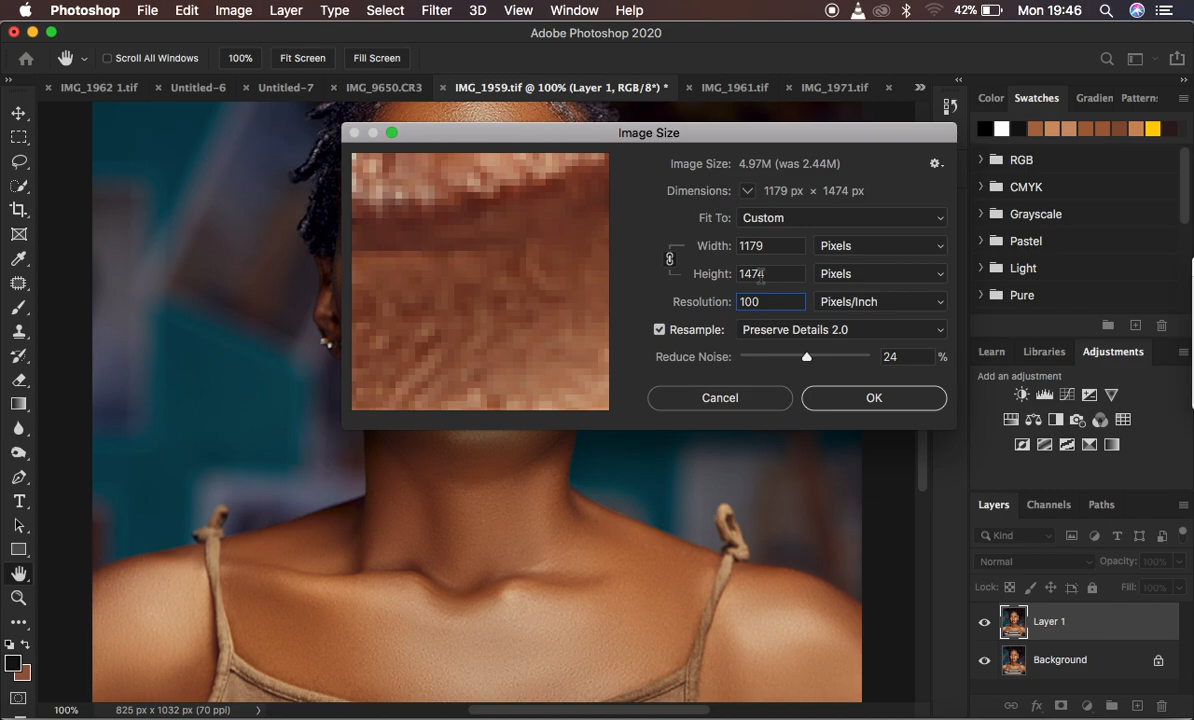 Photoshop File Edit Image Layer Type Select Filter 3D View Window Help 42% Mon 19:46
Adobe Photoshop 2020
Scroll All Windows 100% Fit Screen Fill Screen
IMG_1962 1.tif Untitled-6 Untitled-7 IMG_9650.CR3 IMG_1959.tif @ 100% (Layer 1, RGB/8*) * IMG_1961.tif IMG_1971.tif
Color Swatches Gradien Patterns
Image Size
Image Size: 4.97M (was 2.44M)
Dimensions: 1179 px × 1474 px
Fit To: Custom
Width: 1179 Pixels
Height: 1474 Pixels
Resolution: 100 Pixels/Inch
Resample: Preserve Details 2.0
Reduce Noise: 24 %
Cancel OK
RGB
CMYK
Grayscale
Pastel
Light
Pure
Learn Libraries Adjustments
Add an adjustment
Layers Channels Paths
Kind
Normal Opacity: 100%
Lock: Fill: 100%
Layer 1
Background
100% 825 px x 1032 px (70 ppi)